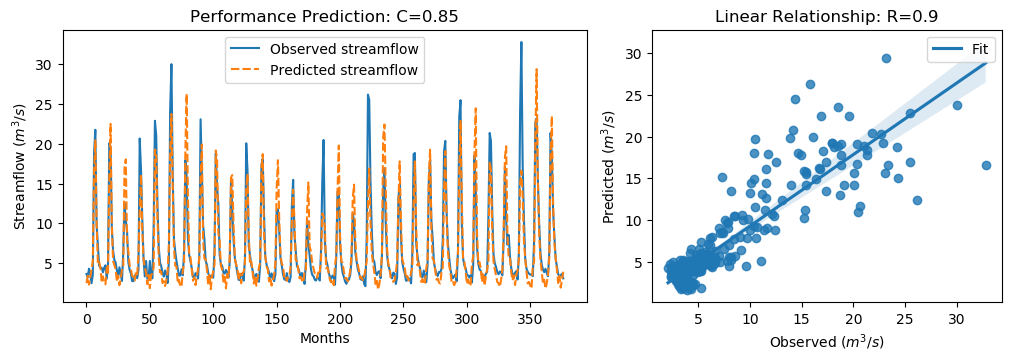 Performance Prediction: C=0.85
Observed streamflow
Predicted streamflow
30
25
20
15
10
5
Streamflow (m³/s)
0 50 100 150 200 250 300 350
Months
Linear Relationship: R=0.9
Fit
30
25
20
15
10
5
Predicted (m³/s)
5 10 15 20 25 30
Observed (m³/s)